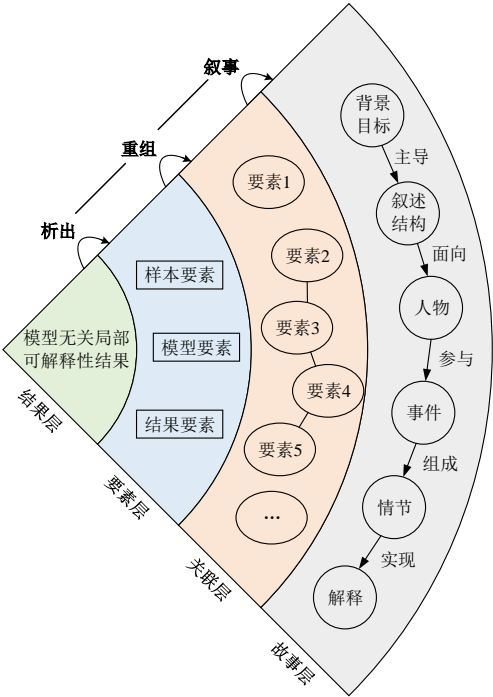 叙事
重组
析出
模型无关局部
可解释性结果
样本要素
模型要素
结果要素
要素1
要素2
要素3
要素4
要素5
...
背景
目标
主导
叙述
结构
面向
人物
参与
事件
组成
情节
实现
解释
结果层
要素层
关联层
故事层